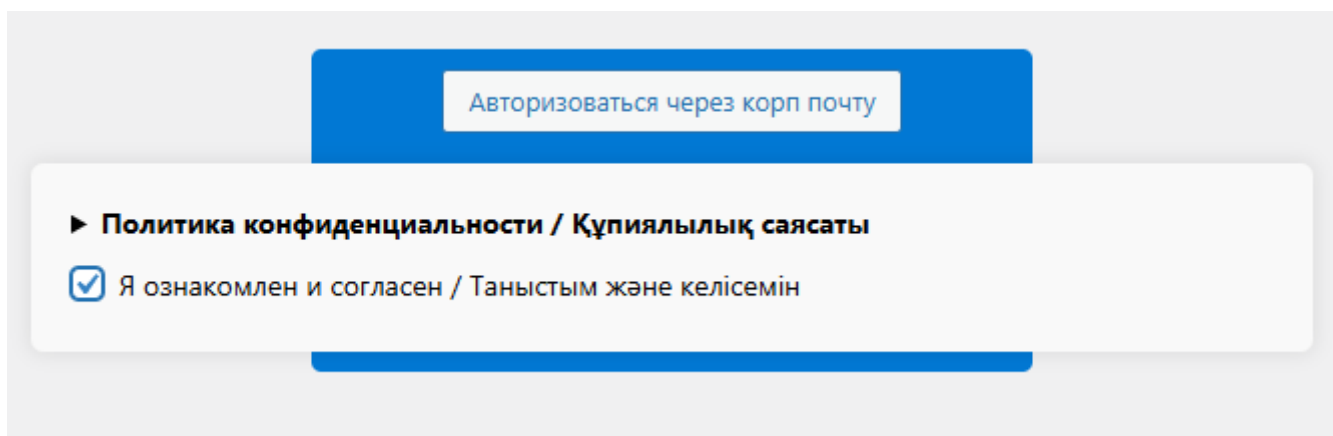 Авторизоваться через корп почту
Политика конфиденциальности / Құпиялылық саясаты
Я ознакомлен и согласен / Таныстым және келісемін